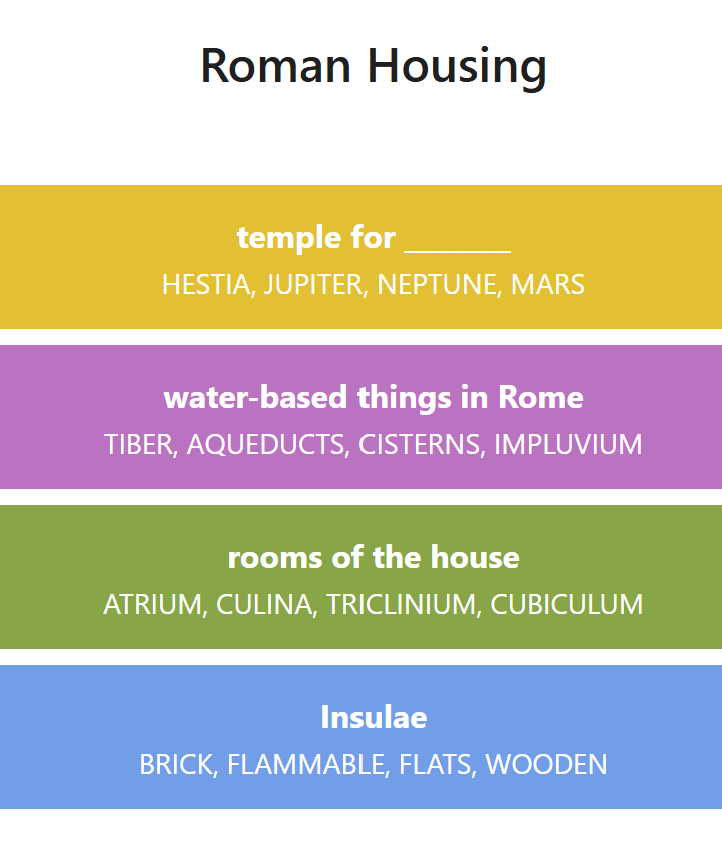 Roman Housing
temple for _________
HESTIA, JUPITER, NEPTUNE, MARS
water-based things in Rome
TIBER, AQUEDUCTS, CISTERNS, IMPLUVIUM
rooms of the house
ATRIUM, CULINA, TRICLINIUM, CUBICULUM
Insulae
BRICK, FLAMMABLE, FLATS, WOODEN